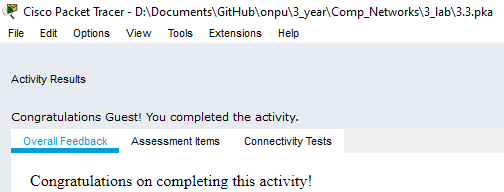 Cisco Packet Tracer - D:\Documents\GitHub\onpu\3_year\Comp_Networks\3_lab\3.3.pka
File Edit Options View Tools Extensions Help
Activity Results
Congratulations Guest! You completed the activity.
Overall Feedback Assessment Items Connectivity Tests
Congratulations on completing this activity!